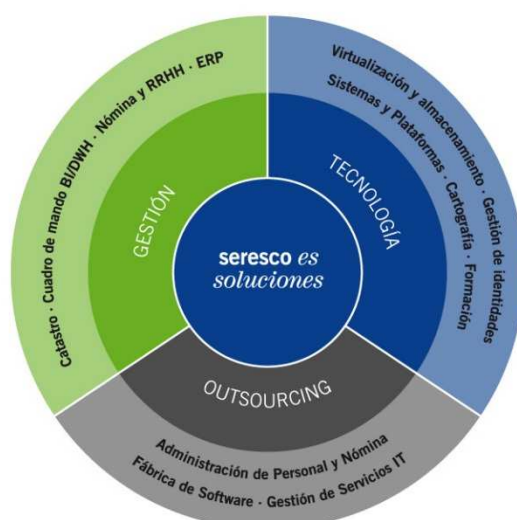 Catastro · Cuadro de mando BI/DWH · Nómina y RRHH · ERP
GESTIÓN
Virtualización y almacenamiento · Gestión de identidades
Sistemas y Plataformas · Cartografía · Formación
TECNOLOGÍA
seresco es
soluciones
OUTSOURCING
Administración de Personal y Nómina
Fábrica de Software · Gestión de Servicios IT